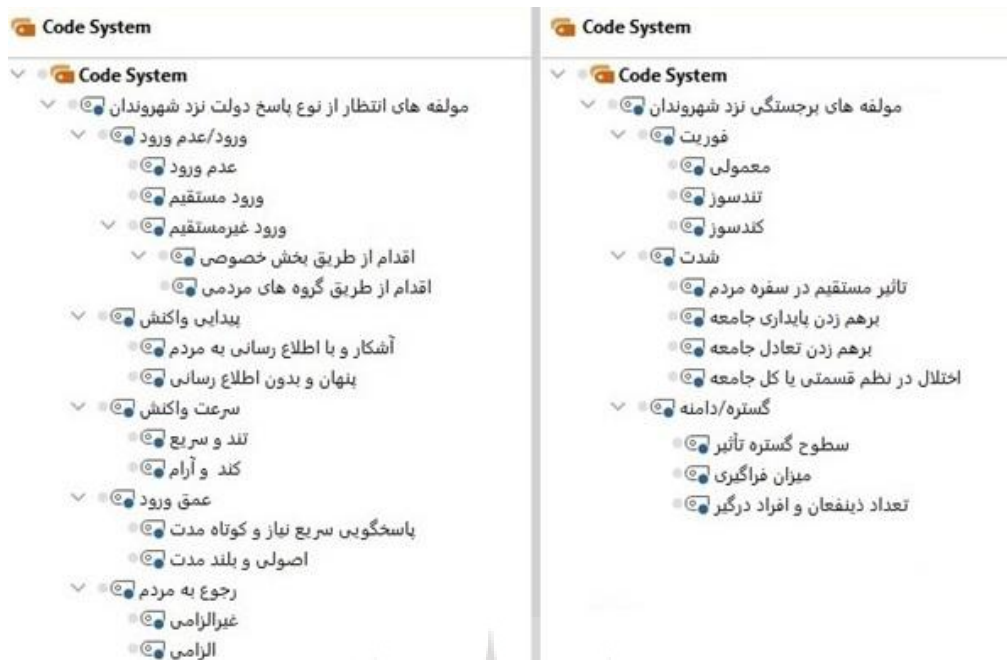 Code System
Code System
مولفه های انتظار از نوع پاسخ دولت نزد شهروندان
ورود/عدم ورود
عدم ورود
ورود مستقیم
ورود غیرمستقیم
اقدام از طریق بخش خصوصی
اقدام از طریق گروه های مردمی
پیدایی واکنش
آشکار و با اطلاع رسانی به مردم
پنهان و بدون اطلاع رسانی
سرعت واکنش
تند و سریع
کند و آرام
عمق ورود
پاسخگویی سریع نیاز و کوتاه مدت
اصولی و بلند مدت
رجوع به مردم
غیرالزامی
الزامی
Code System
Code System
مولفه های برجستگی نزد شهروندان
فوریت
معمولی
تندسوز
کندسوز
شدت
تاثیر مستقیم در سفره مردم
برهم زدن پایداری جامعه
برهم زدن تعادل جامعه
اختلال در نظم قسمتی یا کل جامعه
گستره/دامنه
سطوح گستره تأثیر
میزان فراگیری
تعداد ذینفعان و افراد درگیر